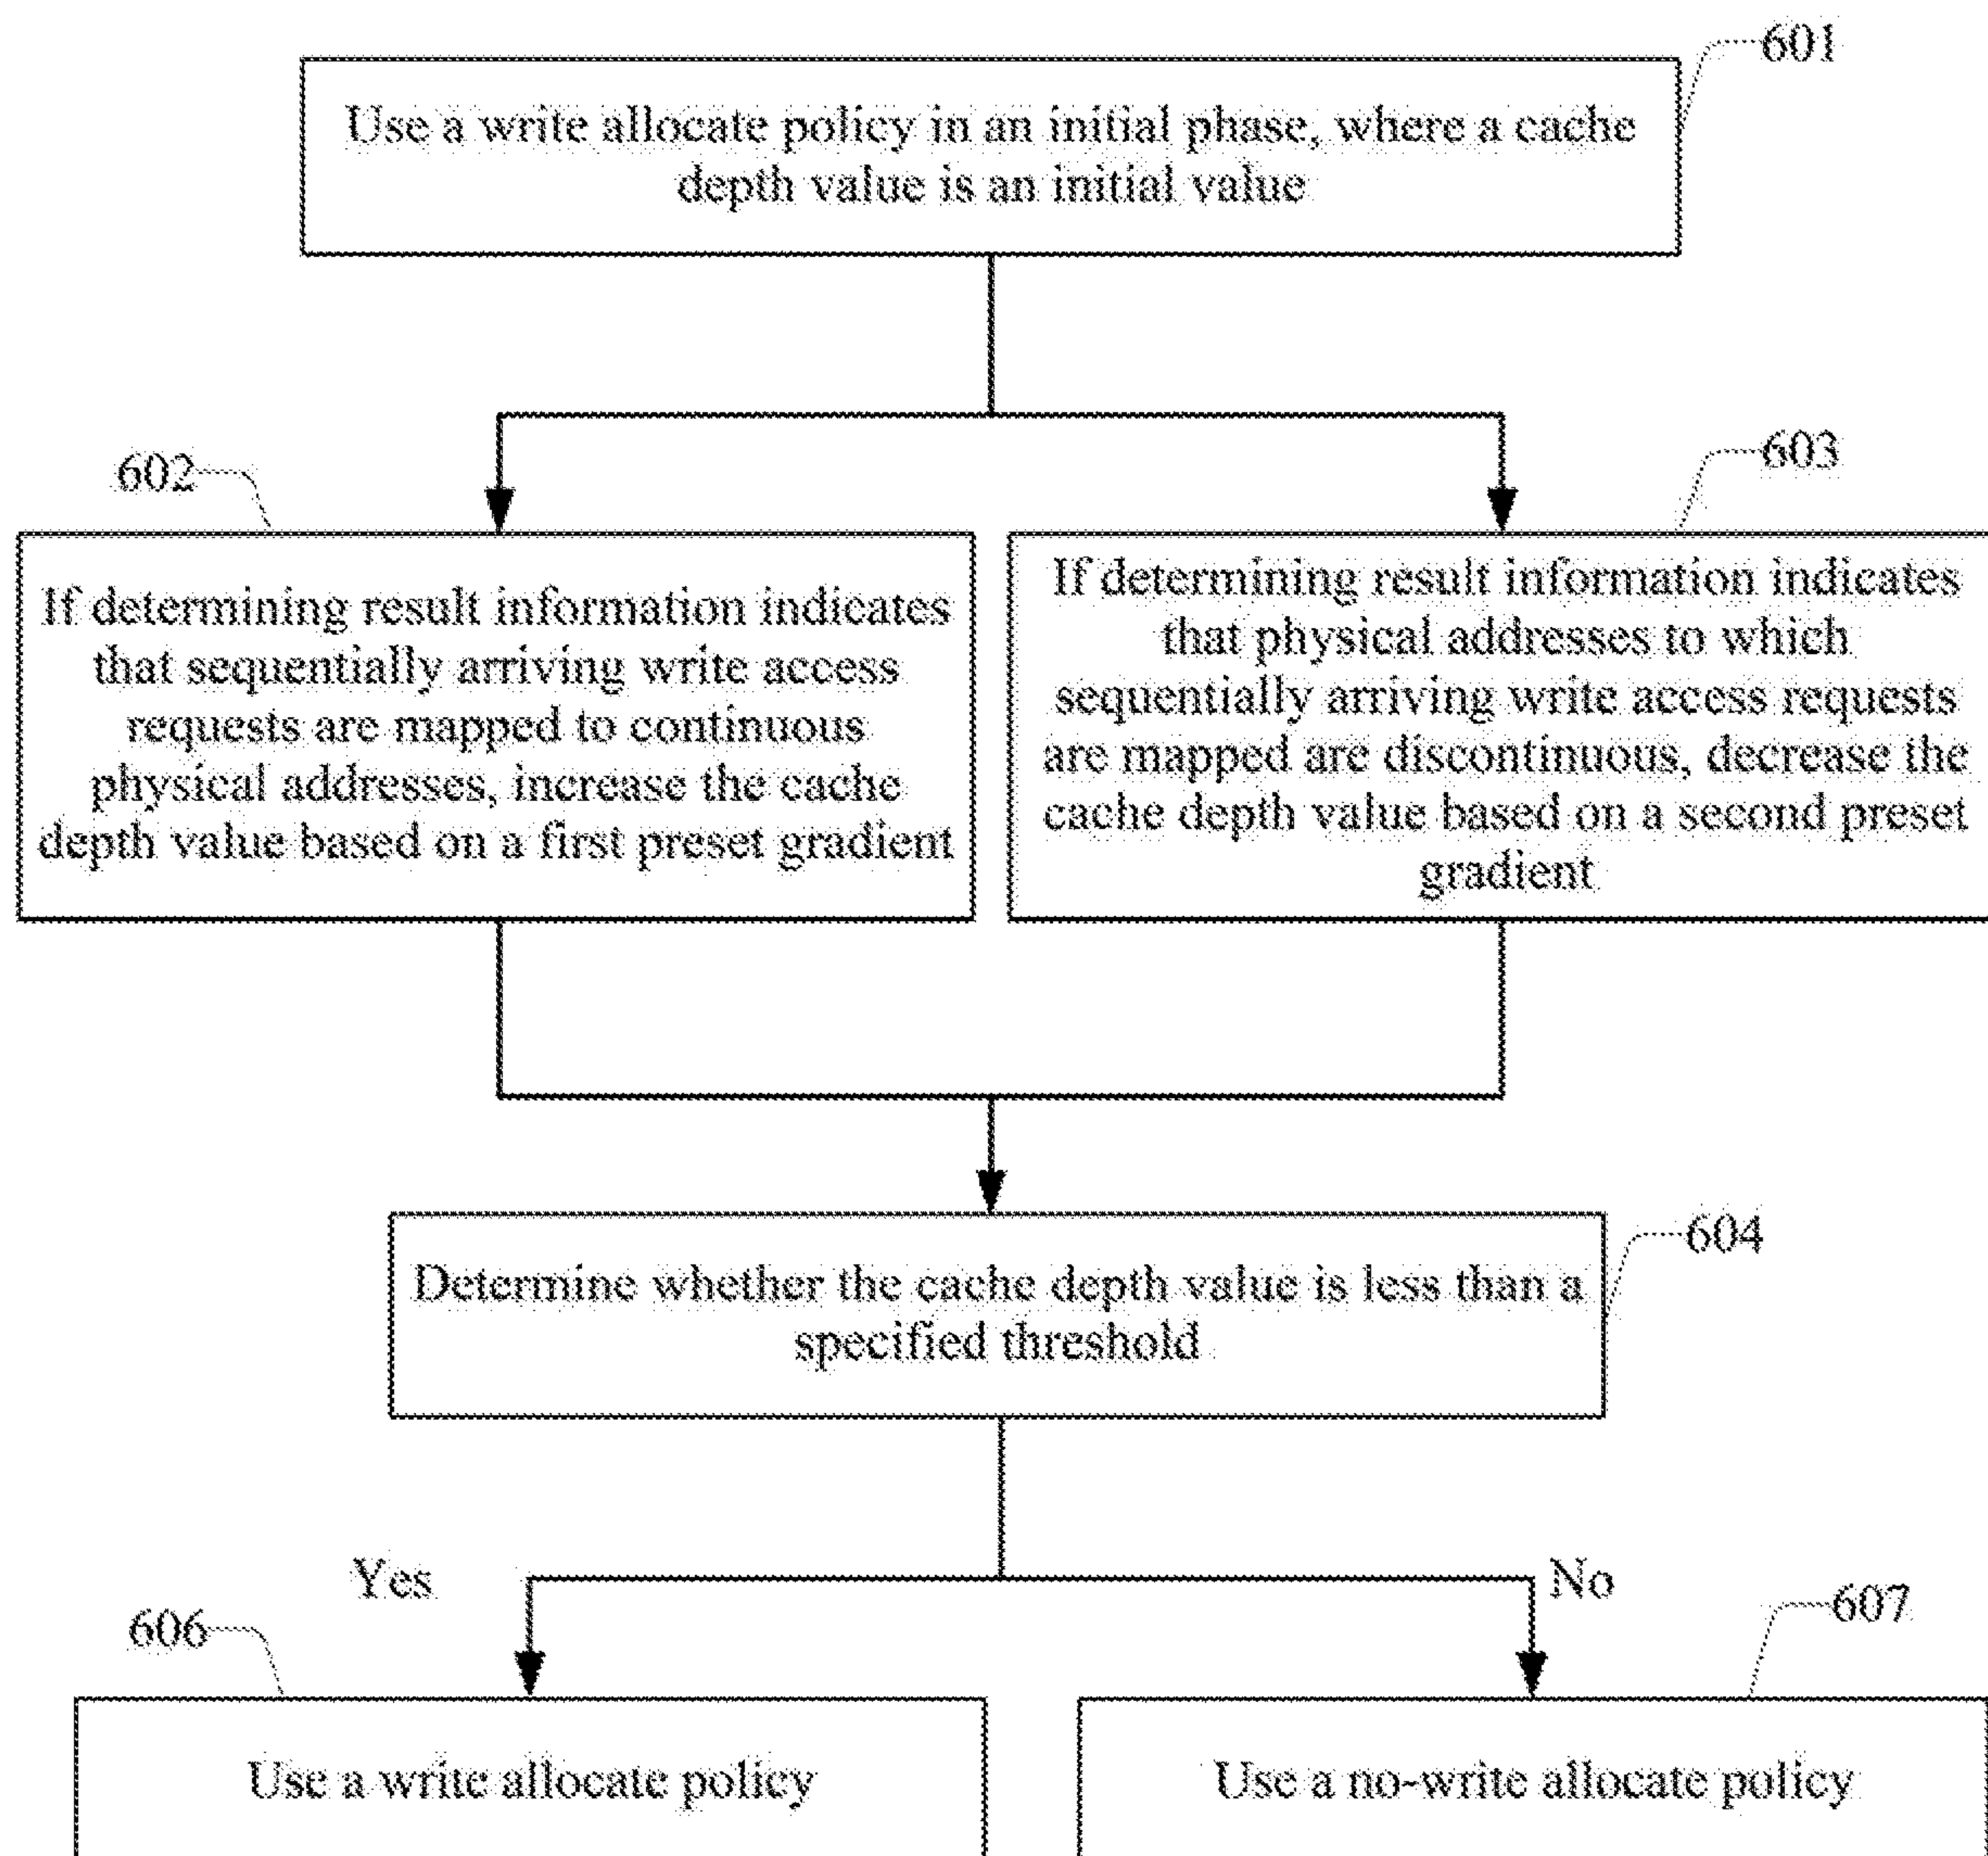 601
Use a write allocate policy in an initial phase, where a cache
depth value is an initial value
602
603
If determining result information indicates
that sequentially arriving write access
requests are mapped to continuous
physical addresses, increase the cache
depth value based on a first preset gradient
If determining result information indicates
that physical addresses to which
sequentially arriving write access requests
are mapped are discontinuous, decrease the
cache depth value based on a second preset
gradient
604
Determine whether the cache depth value is less than a
specified threshold
Yes
No
606
607
Use a write allocate policy
Use a no-write allocate policy